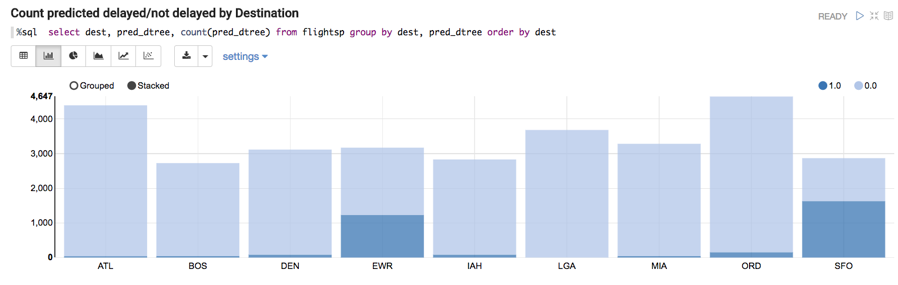 Count predicted delayed/not delayed by Destination
READY
%sql select dest, pred_dtree, count(pred_dtree) from flightsp group by dest, pred_dtree order by dest
settings
Grouped Stacked 1.0 0.0
4,647
4,000
3,000
2,000
1,000
0
ATL BOS DEN EWR IAH LGA MIA ORD SFO